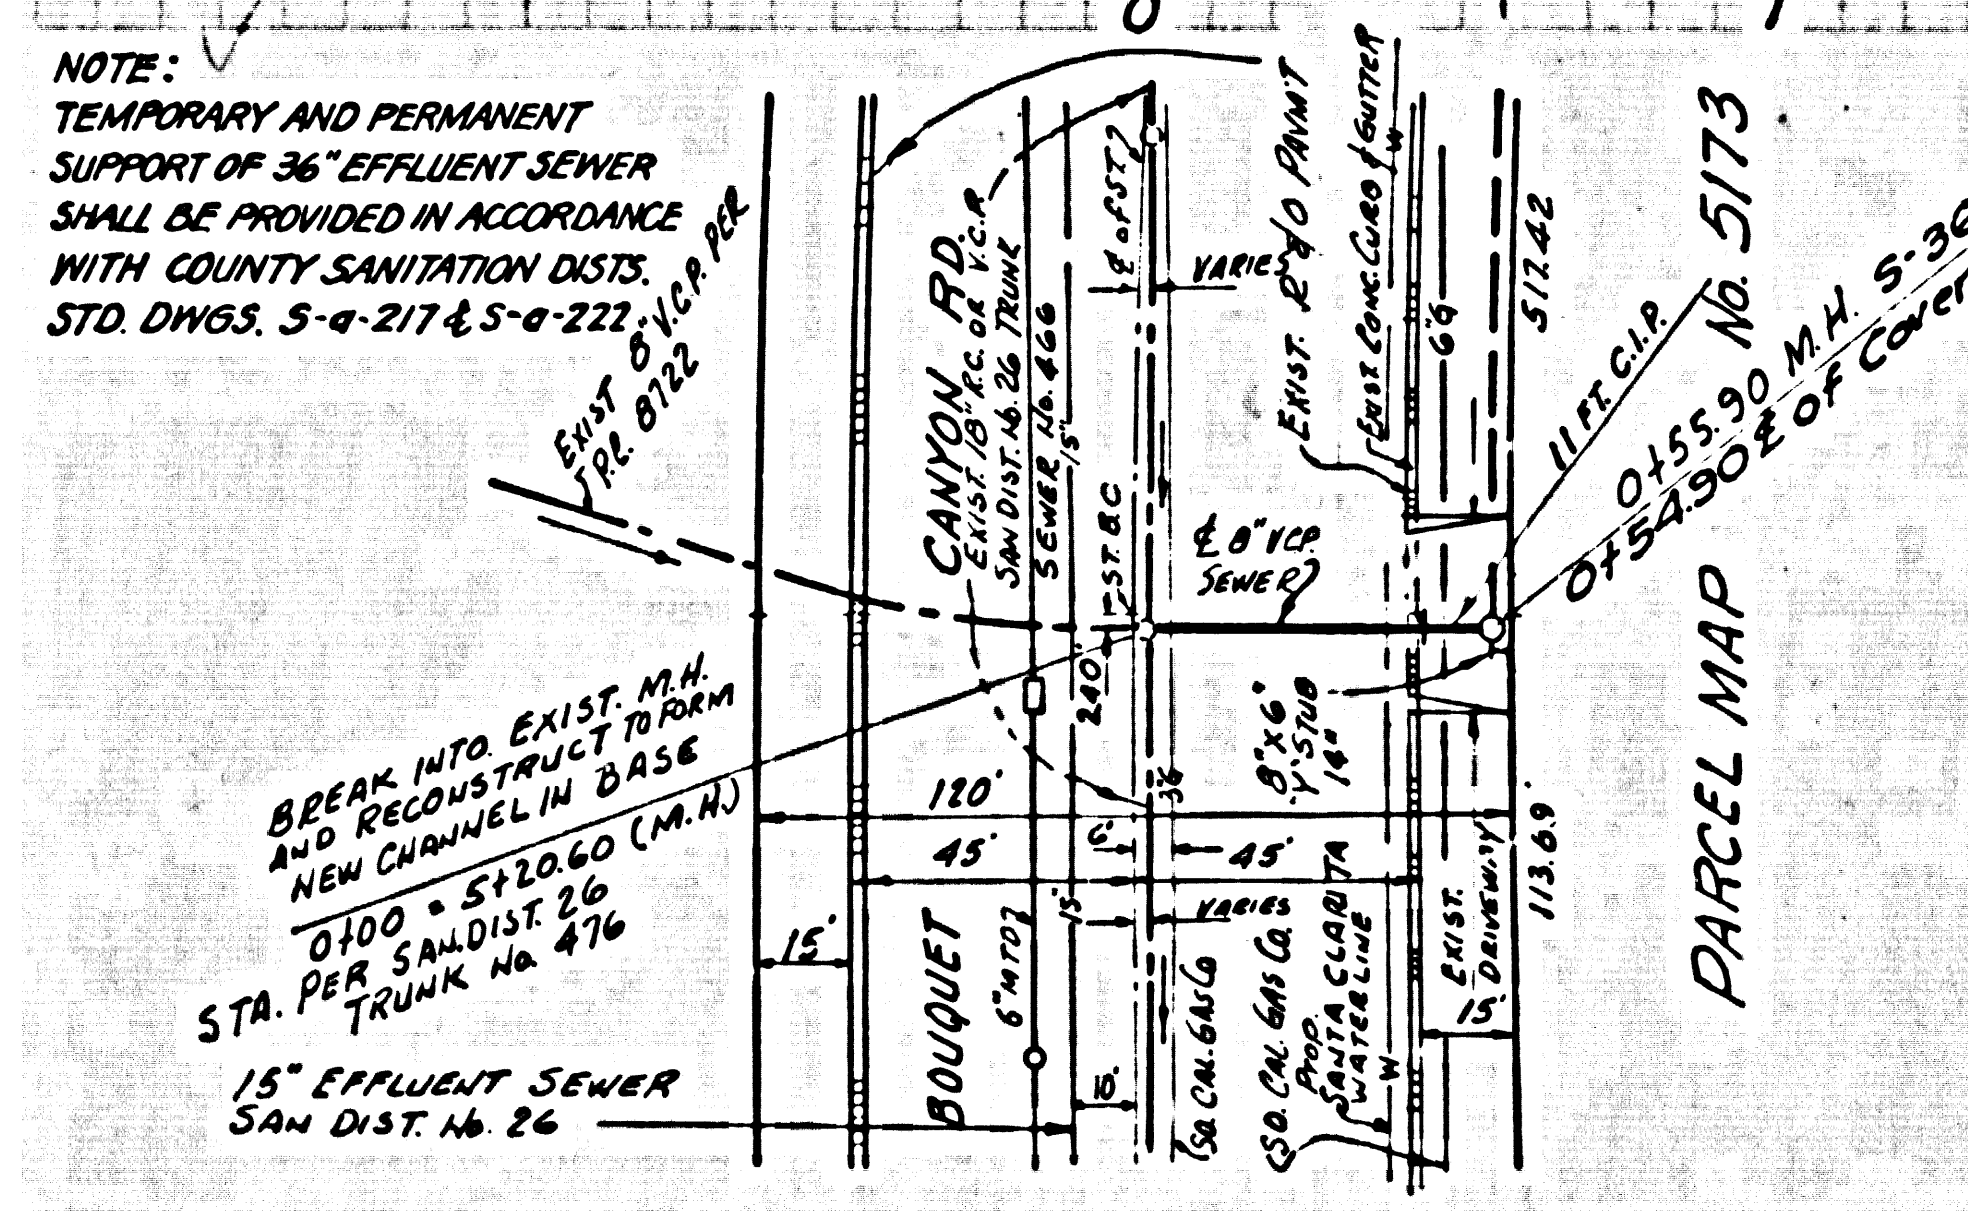 NOTE:
TEMPORARY AND PERMANENT
SUPPORT OF 36" EFFLUENT SEWER
SHALL BE PROVIDED IN ACCORDANCE
WITH COUNTY SANITATION DISTS.
STD. DWGS. S-a-217 & S-a-222
EXIST 8" V.C.P. PER
P.C. 8722
BREAK INTO EXIST. M.H.
AND RECONSTRUCT TO FORM
NEW CHANNEL IN BASE
0+00 = 5+20.60 (M.H.)
STA. PER SAN. DIST. 26
TRUNK No. 476
15" EFFLUENT SEWER
SAN DIST. No. 26
BOUQUET CANYON RD.
EXIST. 18" R.C. OR V.C.P.
SAN DIST. No. 26 TRUNK
SEWER No. 466
15"
℄ of ST
VARIES
ST. BC
240'
℄ 8" VCP
SEWER
8"X6"
'Y' STUB
14"
36"
120'
45'
6'
45'
VARIES
15'
15"
6" MTD
SO. CAL. GAS CO
(SO. CAL. GAS CO.
PROP.
SANTA CLARITA
WATERLINE
W
EXIST.
DRIVEWAY
15'
113.69'
EXIST. R & O PAVMT
EXIST. CONC. CURB & GUTTER
W
6"G
5117.42
11 FT. C.I.P.
0+55.90 M.H. S-36
0+54.90 ℄ OF Cover
PARCEL MAP No. 5173